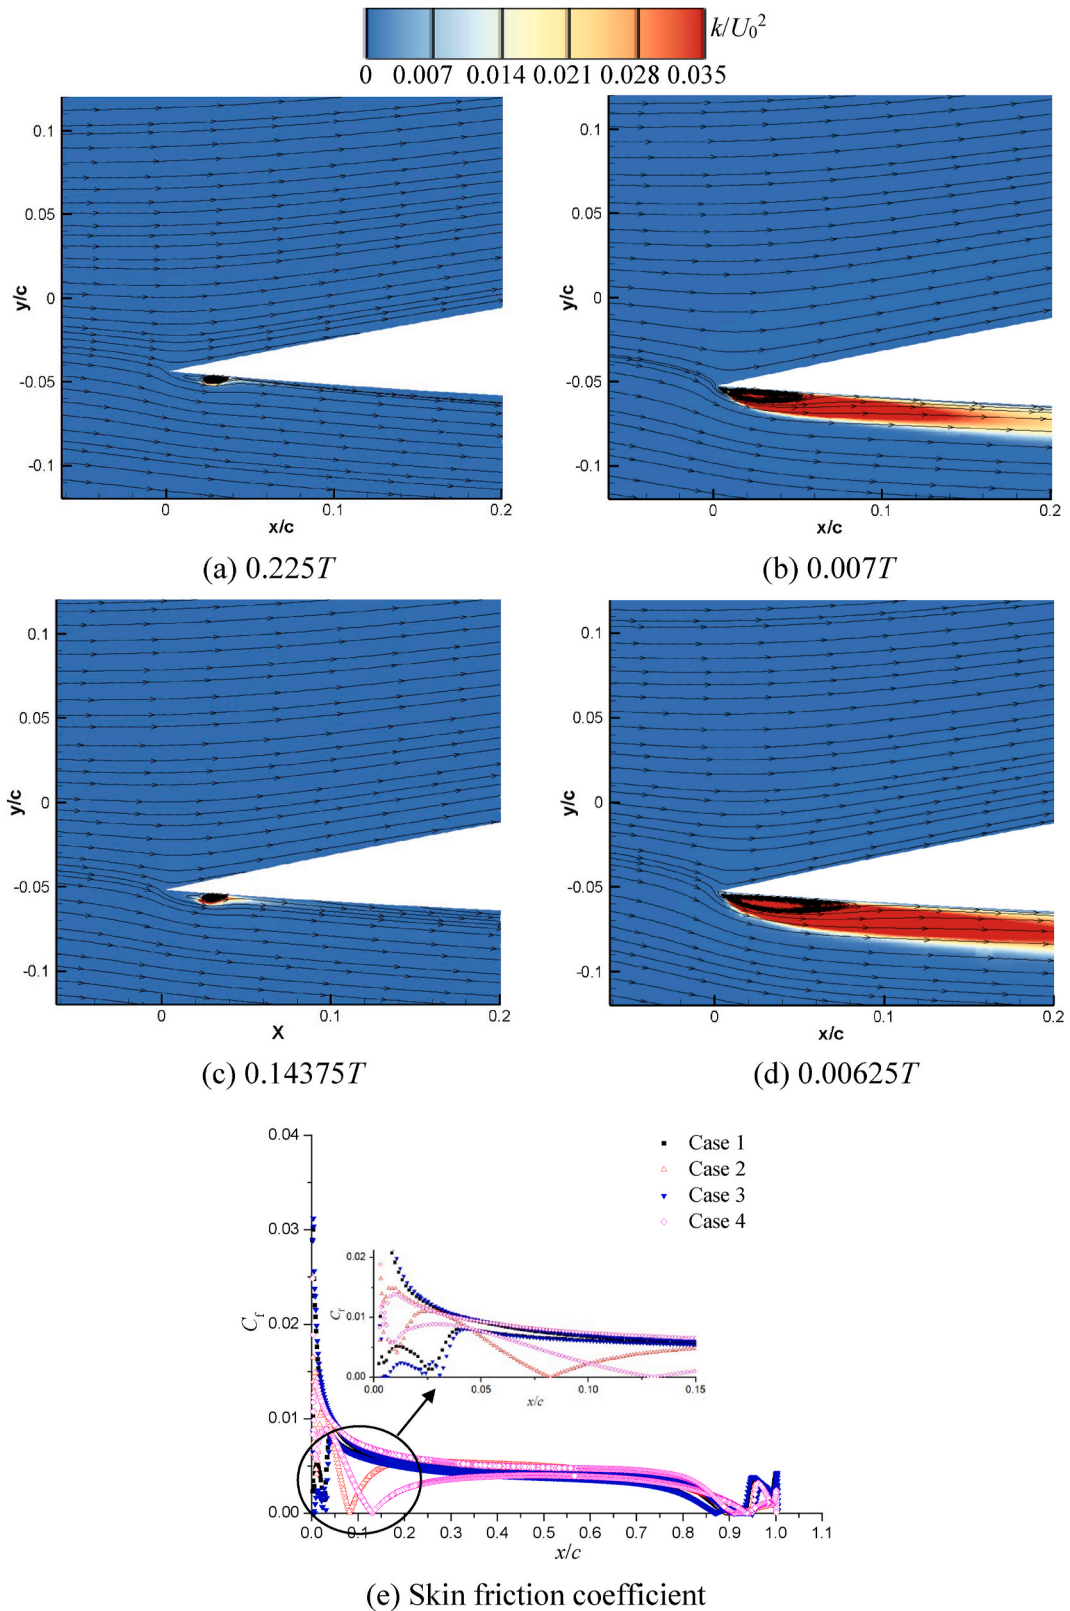 k/U₀²
0 0.007 0.014 0.021 0.028 0.035
0.1
0.05
0
-0.05
-0.1
y/c
0 0.1 0.2
x/c
(a) 0.225T
0.1
0.05
0
-0.05
-0.1
y/c
0 0.1 0.2
x/c
(b) 0.007T
0.1
0.05
0
-0.05
-0.1
y/c
0 0.1 0.2
X
(c) 0.14375T
0.1
0.05
0
-0.05
-0.1
y/c
0 0.1 0.2
x/c
(d) 0.00625T
0.04
0.03
0.02
0.01
0.00
C_f
Case 1
Case 2
Case 3
Case 4
0.02
0.01
0.00
C_f
0.00 0.05 0.10 0.15
x/c
0.0 0.1 0.2 0.3 0.4 0.5 0.6 0.7 0.8 0.9 1.0 1.1
x/c
(e) Skin friction coefficient